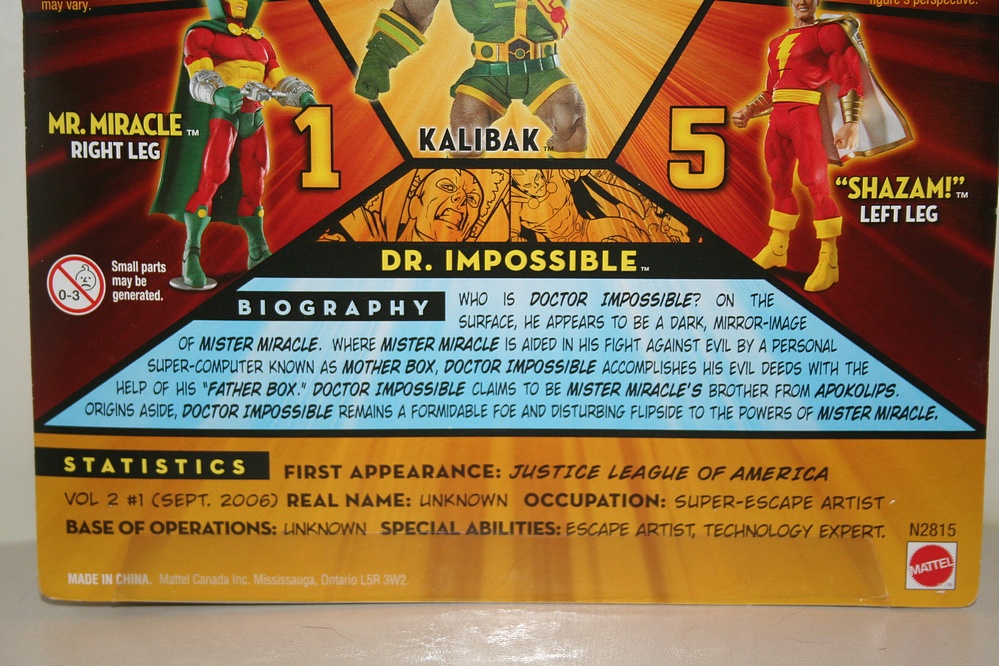 may vary.
figure's perspective.
MR. MIRACLE™
RIGHT LEG
1
KALIBAK™
5
"SHAZAM!"™
LEFT LEG
0-3
Small parts
may be
generated.
DR. IMPOSSIBLE™
BIOGRAPHY
WHO IS DOCTOR IMPOSSIBLE? ON THE
SURFACE, HE APPEARS TO BE A DARK, MIRROR-IMAGE
OF MISTER MIRACLE. WHERE MISTER MIRACLE IS AIDED IN HIS FIGHT AGAINST EVIL BY A PERSONAL
SUPER-COMPUTER KNOWN AS MOTHER BOX, DOCTOR IMPOSSIBLE ACCOMPLISHES HIS EVIL DEEDS WITH THE
HELP OF HIS "FATHER BOX." DOCTOR IMPOSSIBLE CLAIMS TO BE MISTER MIRACLE'S BROTHER FROM APOKOLIPS.
ORIGINS ASIDE, DOCTOR IMPOSSIBLE REMAINS A FORMIDABLE FOE AND DISTURBING FLIPSIDE TO THE POWERS OF MISTER MIRACLE.
STATISTICS
FIRST APPEARANCE: JUSTICE LEAGUE OF AMERICA
VOL 2 #1 (SEPT. 2006) REAL NAME: UNKNOWN OCCUPATION: SUPER-ESCAPE ARTIST
BASE OF OPERATIONS: UNKNOWN SPECIAL ABILITIES: ESCAPE ARTIST, TECHNOLOGY EXPERT.
N2815
MADE IN CHINA. Mattel Canada Inc. Mississauga, Ontario L5R 3W2.
MATTEL